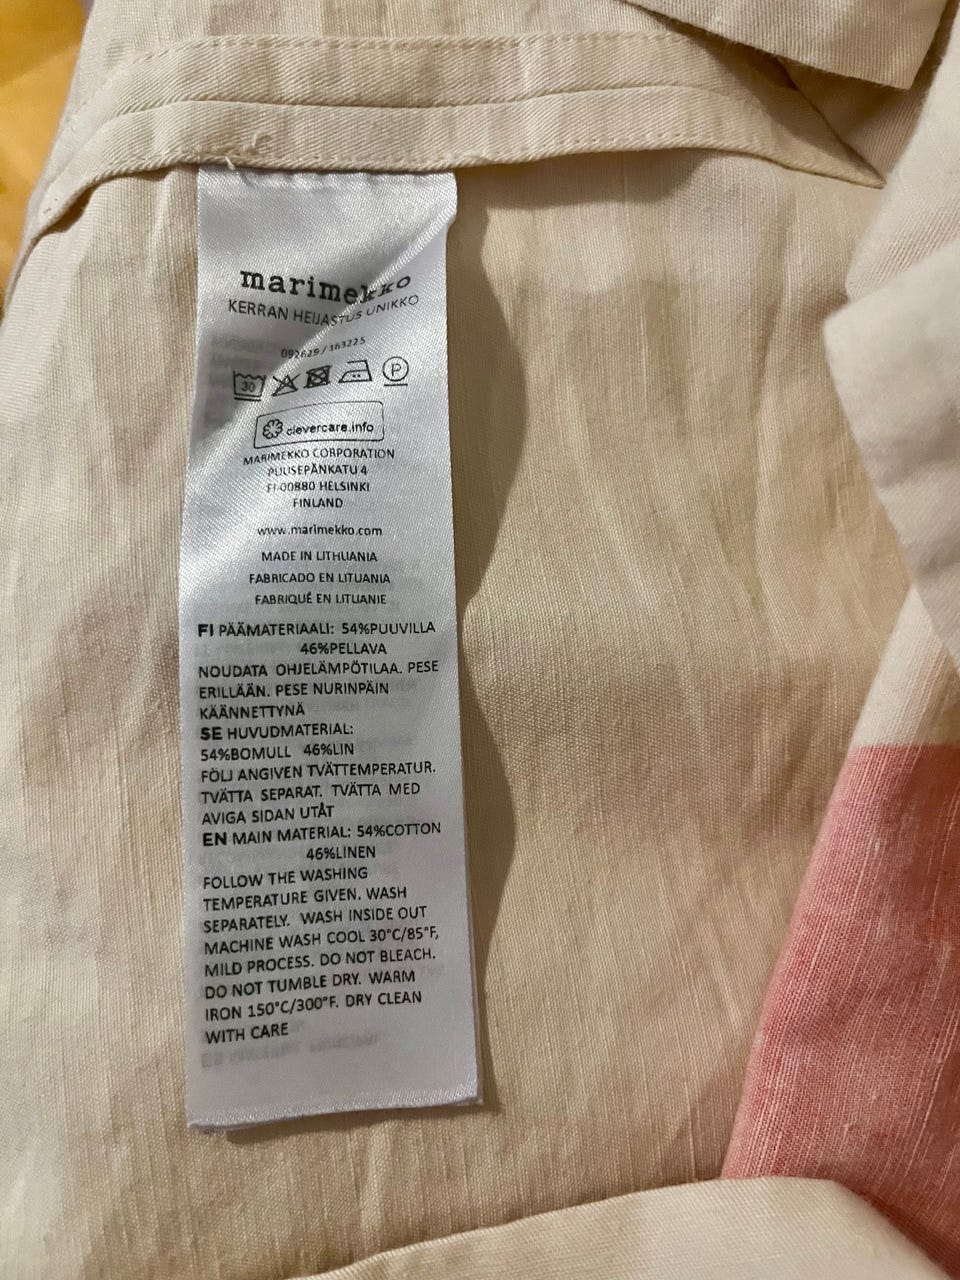 marimekko
KERRAN HEIJASTUS UNIKKO
092629 / 163225
30 P
clevercare.info
MARIMEKKO CORPORATION
PUUSEPÄNKATU 4
FI-00880 HELSINKI
FINLAND
www.marimekko.com
MADE IN LITHUANIA
FABRICADO EN LITUANIA
FABRIQUÉ EN LITUANIE
FI PÄÄMATERIAALI: 54%PUUVILLA
46%PELLAVA
NOUDATA OHJELÄMPÖTILAA. PESE
ERILLÄÄN. PESE NURINPÄIN
KÄÄNNETTYNÄ
SE HUVUDMATERIAL:
54%BOMULL 46%LIN
FÖLJ ANGIVEN TVÄTTEMPERATUR.
TVÄTTA SEPARAT. TVÄTTA MED
AVIGA SIDAN UTÅT
EN MAIN MATERIAL: 54%COTTON
46%LINEN
FOLLOW THE WASHING
TEMPERATURE GIVEN. WASH
SEPARATELY. WASH INSIDE OUT
MACHINE WASH COOL 30°C/85°F,
MILD PROCESS. DO NOT BLEACH.
DO NOT TUMBLE DRY. WARM
IRON 150°C/300°F. DRY CLEAN
WITH CARE